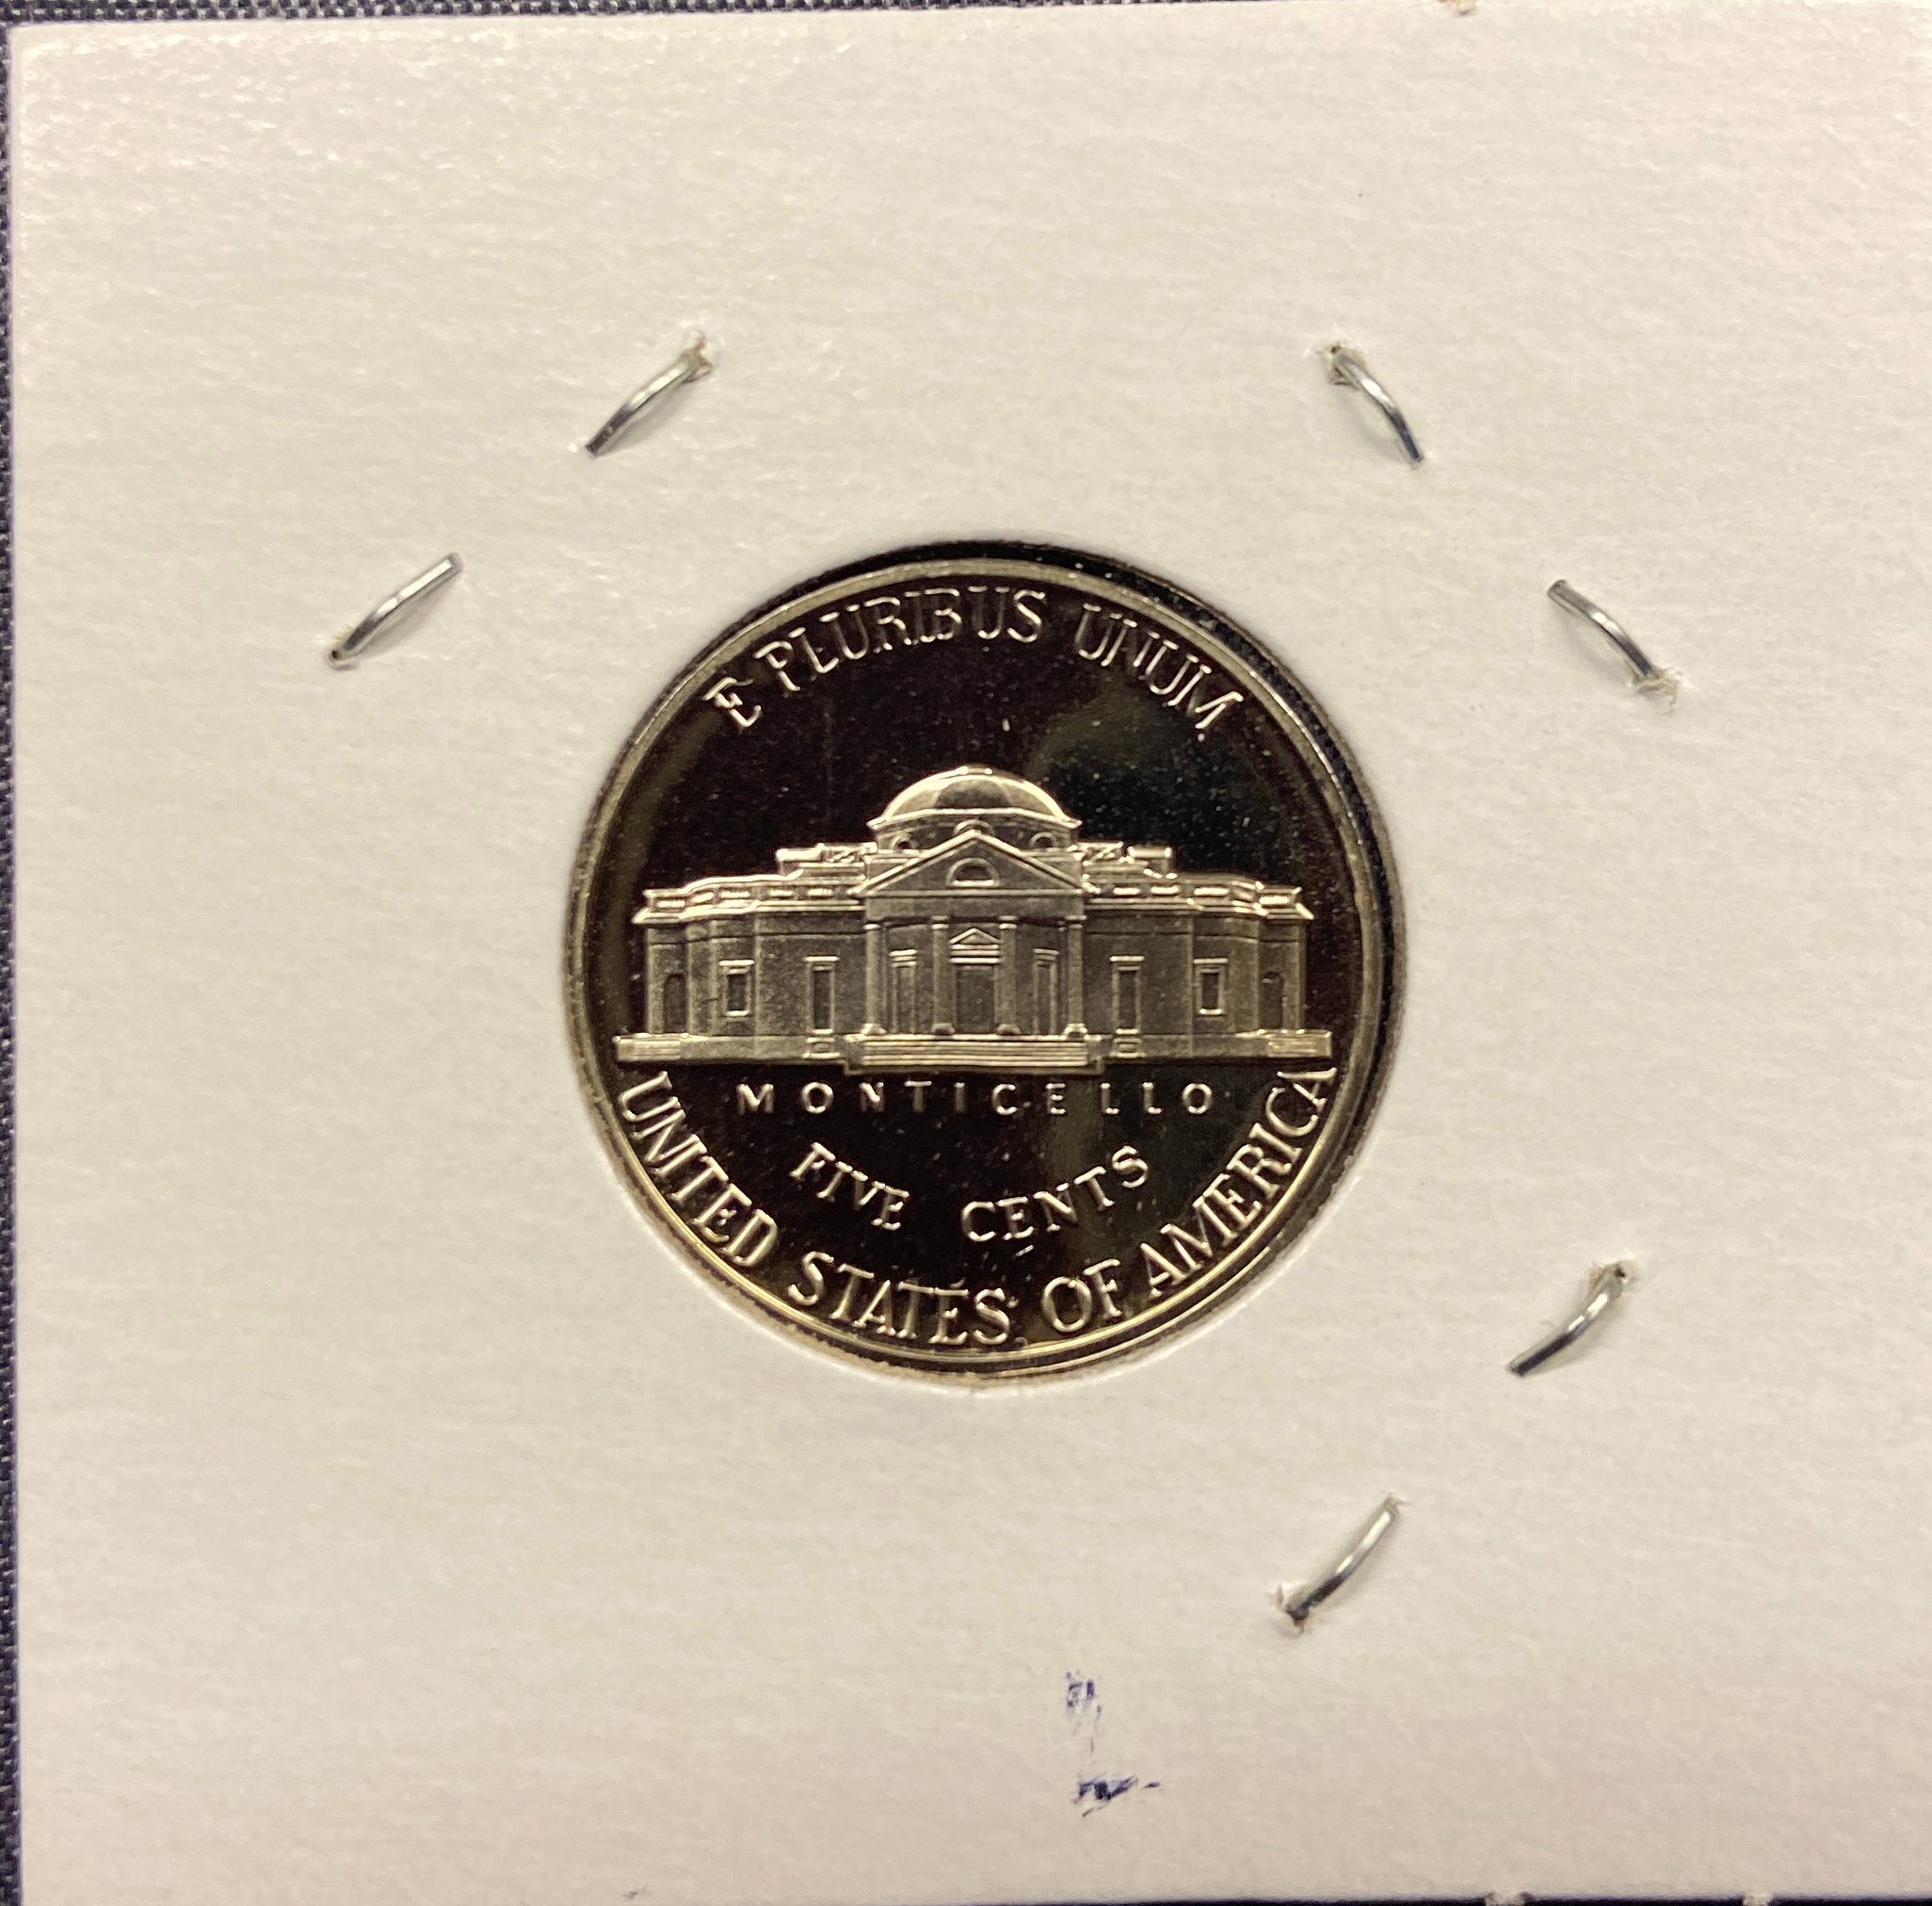 E PLURIBUS UNUM
MONTICELLO
FIVE CENTS
UNITED STATES OF AMERICA